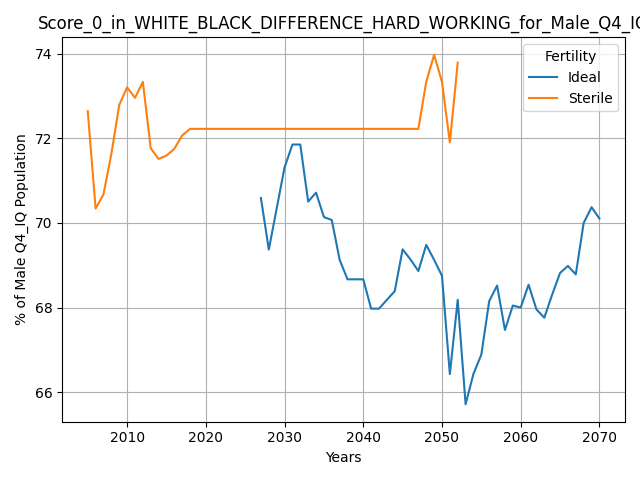 Score_0_in_WHITE_BLACK_DIFFERENCE_HARD_WORKING_for_Male_Q4_IQ
Fertility
Ideal
Sterile
% of Male Q4_IQ Population
74
72
70
68
66
2010 2020 2030 2040 2050 2060 2070
Years